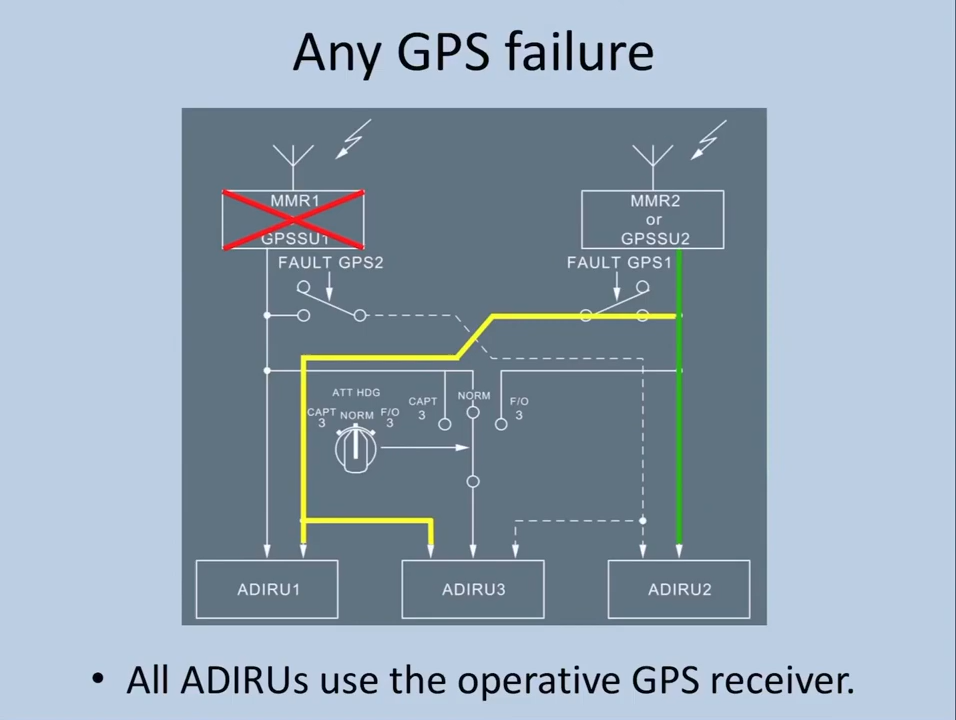 Any GPS failure
MMR1
GPSSU1
MMR2
or
GPSSU2
FAULT GPS2
FAULT GPS1
ATT HDG
CAPT
3
NORM
F/O
3
CAPT
3
NORM
F/O
3
ADIRU1
ADIRU3
ADIRU2
• All ADIRUs use the operative GPS receiver.